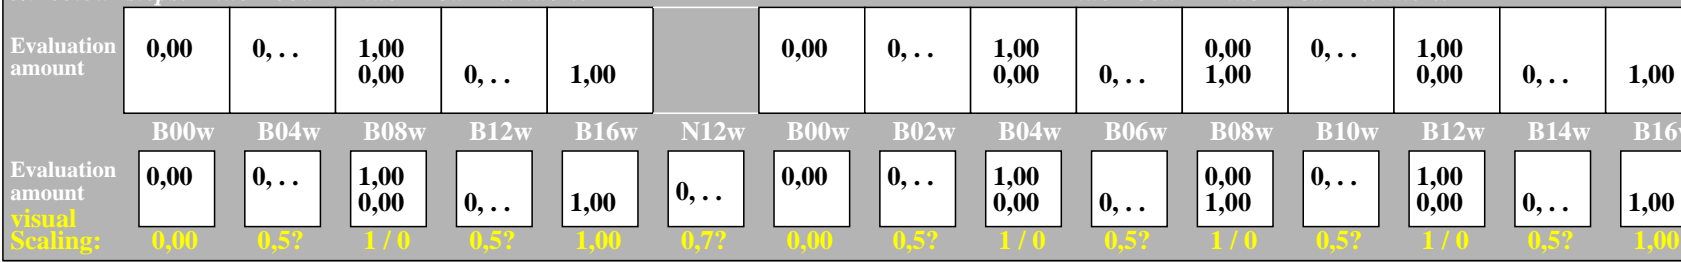 Evaluation amount 0,00 0, . . 1,00 0,00 0, . . 1,00 0,00 0, . . 1,00 0,00 0, . . 0,00 1,00 0, . . 1,00 0,00 0, . . 1,00
B00w B04w B08w B12w B16w N12w B00w B02w B04w B06w B08w B10w B12w B14w B16w
Evaluation amount 0,00 0, . . 1,00 0,00 0, . . 1,00 0, . . 0,00 0, . . 1,00 0,00 0, . . 0,00 1,00 0, . . 1,00 0,00 0, . . 1,00
visual
Scaling: 0,00 0,5? 1 / 0 0,5? 1,00 0,7? 0,00 0,5? 1 / 0 0,5? 1 / 0 0,5? 1 / 0 0,5? 1,00